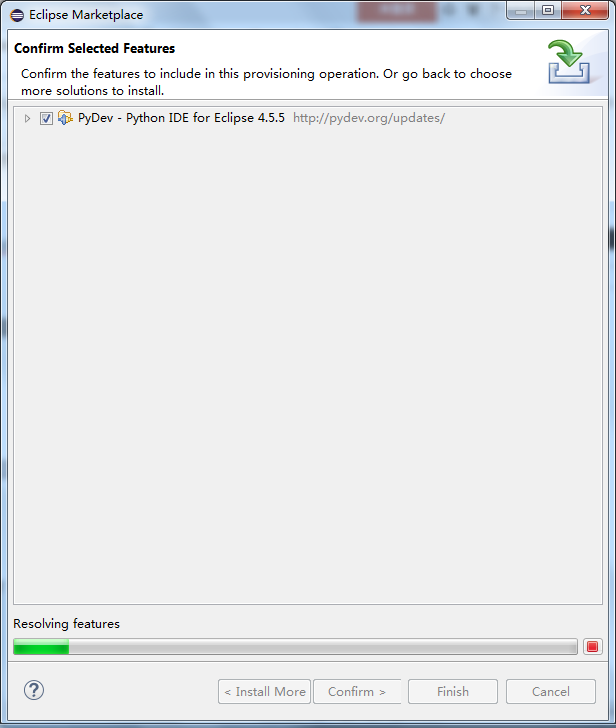 Eclipse Marketplace
Confirm Selected Features
Confirm the features to include in this provisioning operation. Or go back to choose
more solutions to install.
PyDev - Python IDE for Eclipse 4.5.5 http://pydev.org/updates/
Resolving features
?
< Install More Confirm > Finish Cancel